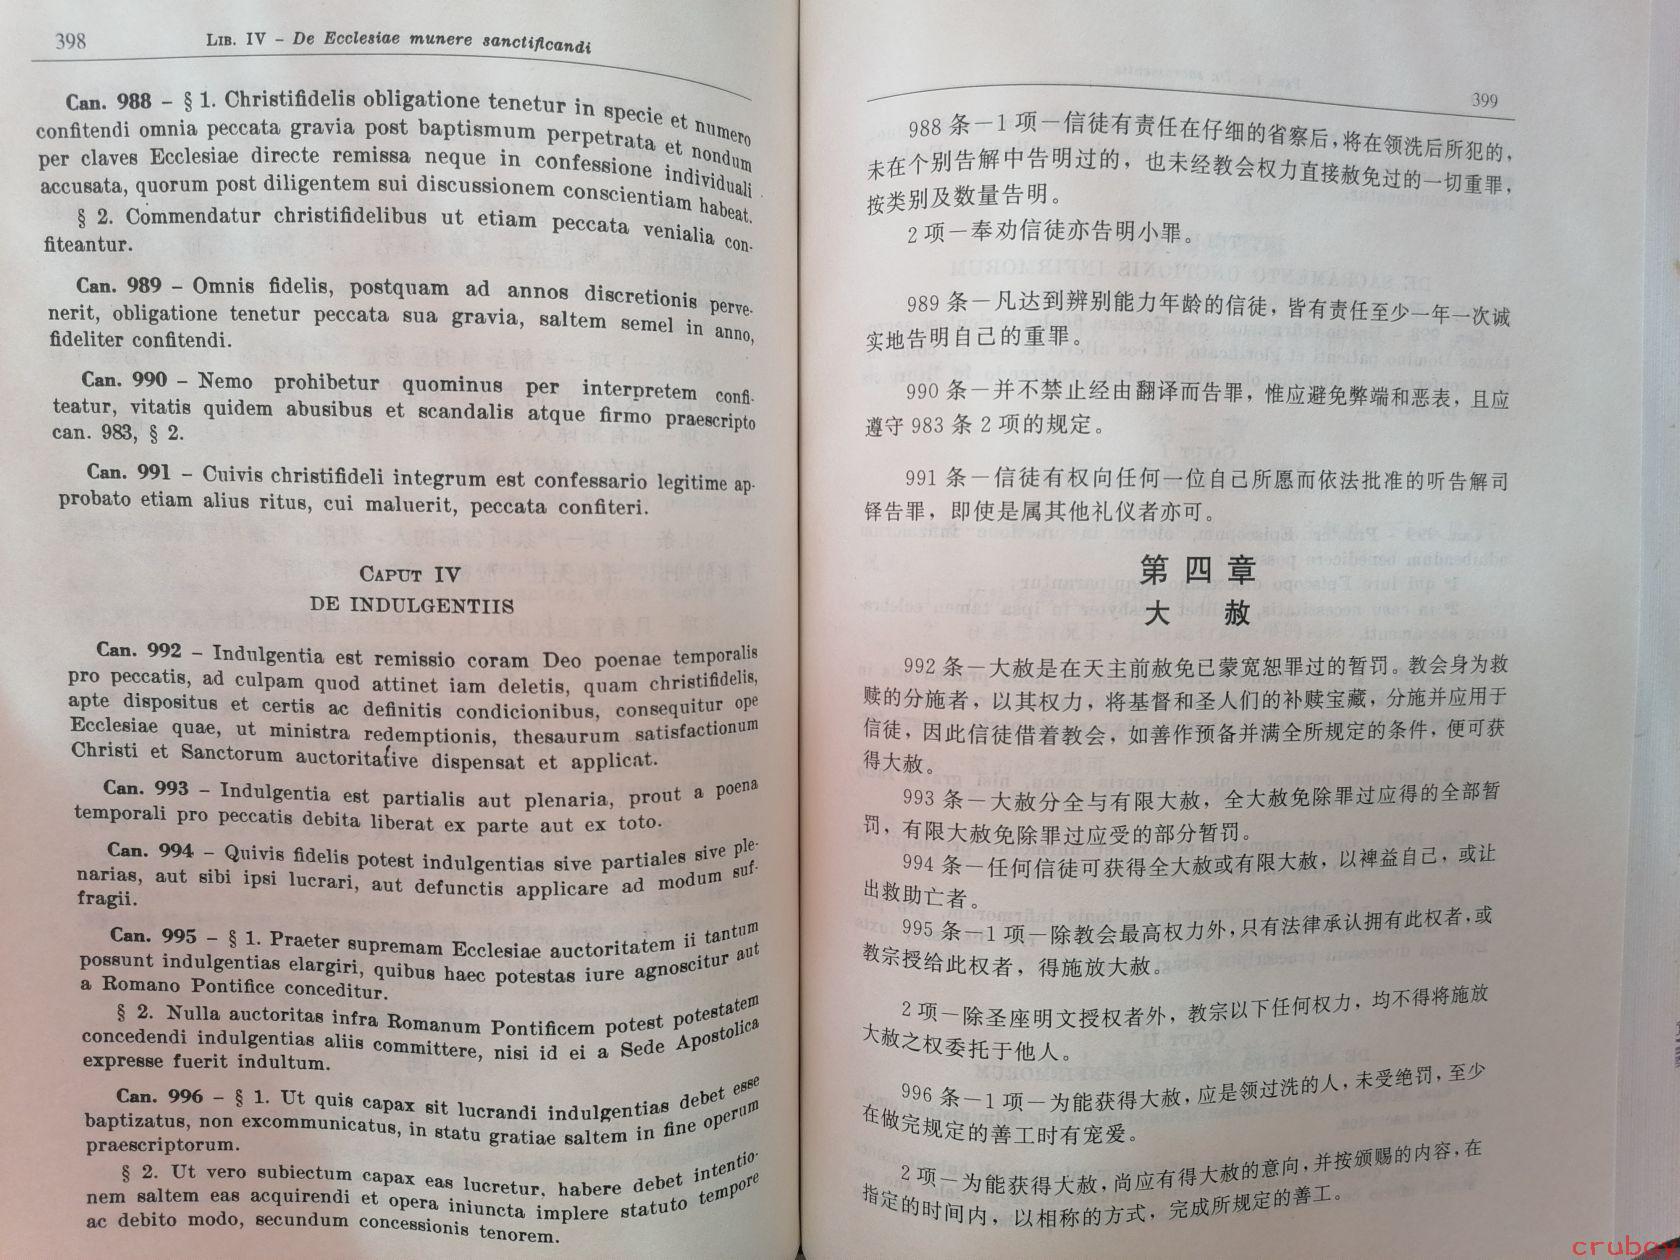 398
LIB. IV – De Ecclesiae munere sanctificandi
Can. 988 – § 1. Christifidelis obligatione tenetur in specie et numero
confitendi omnia peccata gravia post baptismum perpetrata et nondum
per claves Ecclesiae directe remissa neque in confessione individuali
accusata, quorum post diligentem sui discussionem conscientiam habeat.
§ 2. Commendatur christifidelibus ut etiam peccata venialia con-
fiteantur.
Can. 989 – Omnis fidelis, postquam ad annos discretionis perve-
nerit, obligatione tenetur peccata sua gravia, saltem semel in anno,
fideliter confitendi.
Can. 990 – Nemo prohibetur quominus per interpretem confi-
teatur, vitatis quidem abusibus et scandalis atque firmo praescripto
can. 983, § 2.
Can. 991 – Cuivis christifideli integrum est confessario legitime ap-
probato etiam alius ritus, cui maluerit, peccata confiteri.
CAPUT IV
DE INDULGENTIIS
Can. 992 – Indulgentia est remissio coram Deo poenae temporalis
pro peccatis, ad culpam quod attinet iam deletis, quam christifidelis,
apte dispositus et certis ac definitis condicionibus, consequitur ope
Ecclesiae quae, ut ministra redemptionis, thesaurum satisfactionum
Christi et Sanctorum auctoritative dispensat et applicat.
Can. 993 – Indulgentia est partialis aut plenaria, prout a poena
temporali pro peccatis debita liberat ex parte aut ex toto.
Can. 994 – Quivis fidelis potest indulgentias sive partiales sive ple-
narias, aut sibi ipsi lucrari, aut defunctis applicare ad modum suf-
fragii.
Can. 995 – § 1. Praeter supremam Ecclesiae auctoritatem ii tantum
possunt indulgentias elargiri, quibus haec potestas iure agnoscitur aut
a Romano Pontifice conceditur.
§ 2. Nulla auctoritas infra Romanum Pontificem potest potestatem
concedendi indulgentias aliis committere, nisi id ei a Sede Apostolica
expresse fuerit indultum.
Can. 996 – § 1. Ut quis capax sit lucrandi indulgentias debet esse
baptizatus, non excommunicatus, in statu gratiae saltem in fine operum
praescriptorum.
§ 2. Ut vero subiectum capax eas lucretur, habere debet intentio-
nem saltem eas acquirendi et opera iniuncta implere statuto tempore
ac debito modo, secundum concessionis tenorem.
399
988 条－1 项－信徒有责任在仔细的省察后，将在领洗后所犯的，
未在个别告解中告明过的，也未经教会权力直接赦免过的一切重罪，
按类别及数量告明。
2 项－奉劝信徒亦告明小罪。
989 条－凡达到辨别能力年龄的信徒，皆有责任至少一年一次诚
实地告明自己的重罪。
990 条－并不禁止经由翻译而告罪，惟应避免弊端和恶表，且应
遵守 983 条 2 项的规定。
991 条－信徒有权向任何一位自己所愿而依法批准的听告解司
铎告罪，即使是属其他礼仪者亦可。
第四章
大赦
992 条－大赦是在天主前赦免已蒙宽恕罪过的暂罚。教会身为救
赎的分施者，以其权力，将基督和圣人们的补赎宝藏，分施并应用于
信徒，因此信徒借着教会，如善作预备并满全所规定的条件，便可获
得大赦。
993 条－大赦分全与有限大赦，全大赦免除罪过应得的全部暂
罚，有限大赦免除罪过应受的部分暂罚。
994 条－任何信徒可获得全大赦或有限大赦，以裨益自己，或让
出救助亡者。
995 条－1 项－除教会最高权力外，只有法律承认拥有此权者，或
教宗授给此权者，得施放大赦。
2 项－除圣座明文授权者外，教宗以下任何权力，均不得将施放
大赦之权委托于他人。
996 条－1 项－为能获得大赦，应是领过洗的人，未受绝罚，至少
在做完规定的善工时有宠爱。
2 项－为能获得大赦，尚应有得大赦的意向，并按颁赐的内容，在
指定的时间内，以相称的方式，完成所规定的善工。